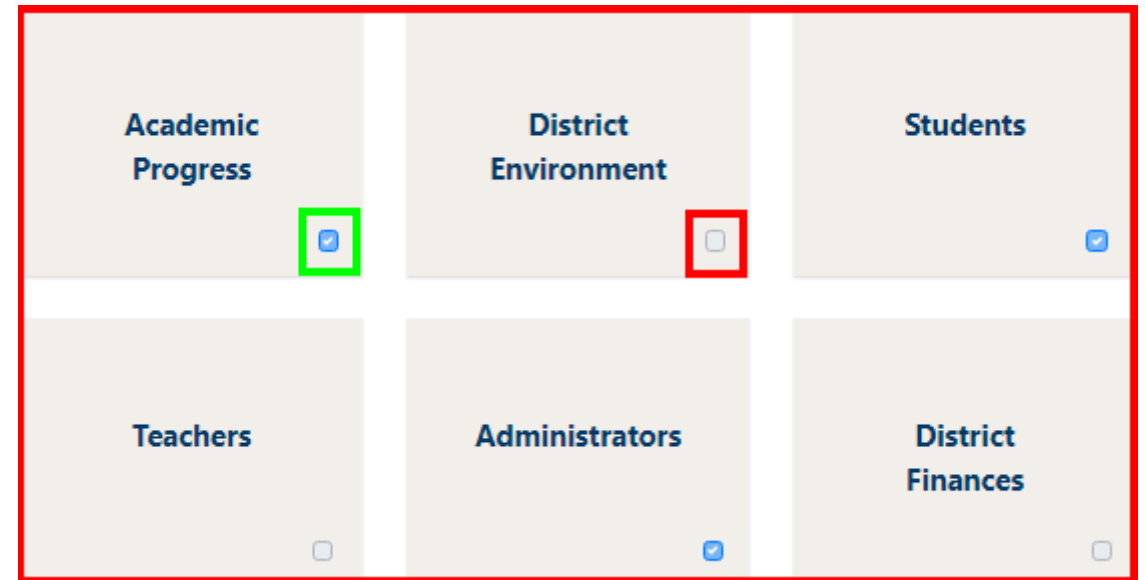 Academic
Progress
District
Environment
Students
Teachers
Administrators
District
Finances